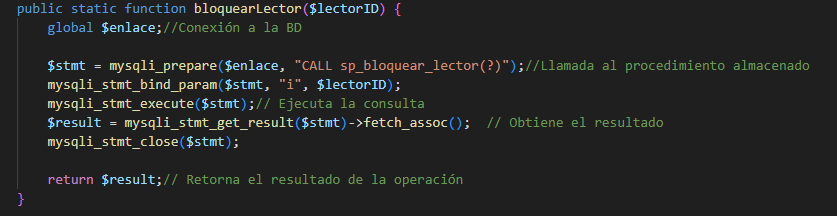 public static function bloquearLector($lectorID) {
    global $enlace;//Conexión a la BD

    $stmt = mysqli_prepare($enlace, "CALL sp_bloquear_lector(?)");//Llamada al procedimiento almacenado
    mysqli_stmt_bind_param($stmt, "i", $lectorID);
    mysqli_stmt_execute($stmt);// Ejecuta la consulta
    $result = mysqli_stmt_get_result($stmt)->fetch_assoc();  // Obtiene el resultado
    mysqli_stmt_close($stmt);

    return $result;// Retorna el resultado de la operación
}